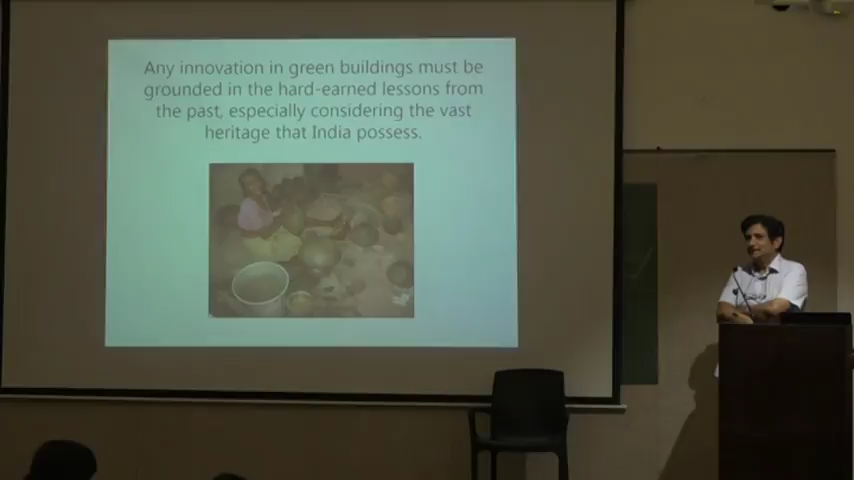 Any innovation in green buildings must be
grounded in the hard-earned lessons from
the past, especially considering the vast
heritage that India possess.